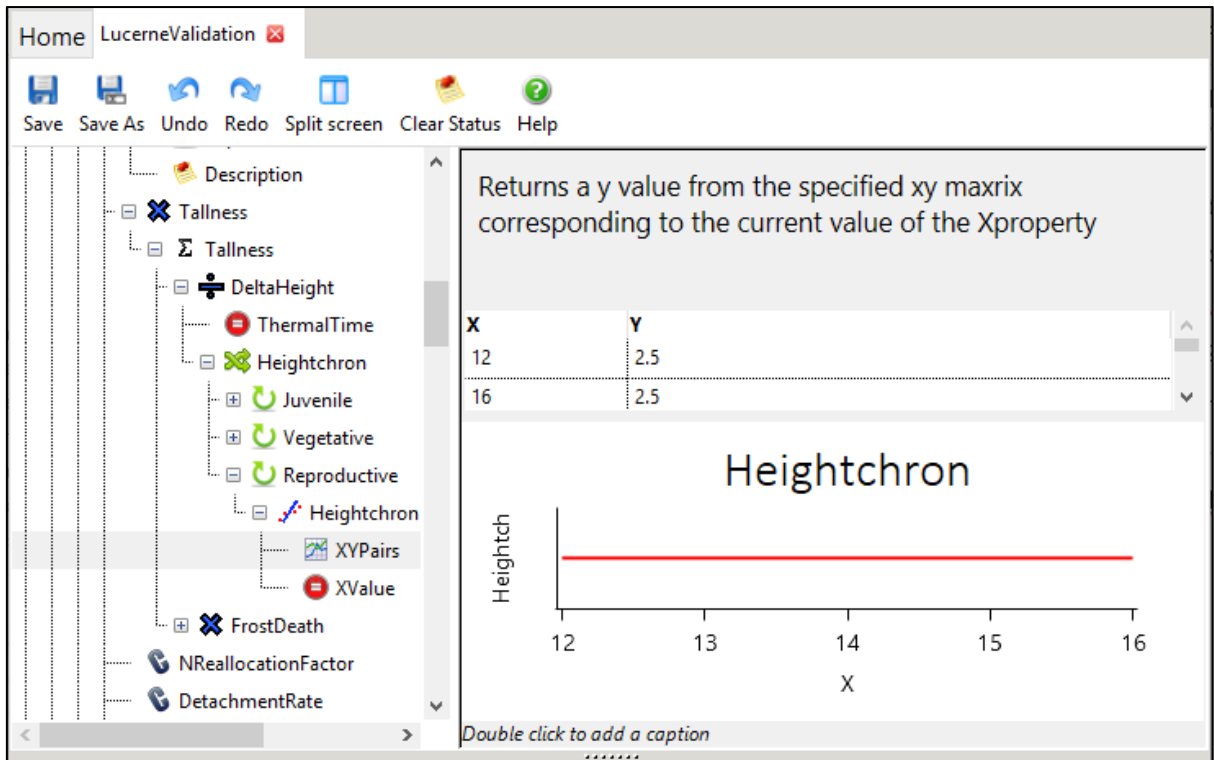 Home LucerneValidation
Save Save As Undo Redo Split screen Clear Status Help
Description
Tallness
Σ Tallness
DeltaHeight
ThermalTime
Heightchron
Juvenile
Vegetative
Reproductive
Heightchron
XYPairs
XValue
FrostDeath
NReallocationFactor
DetachmentRate
Returns a y value from the specified xy maxrix
corresponding to the current value of the Xproperty
X Y
12 2.5
16 2.5
Heightchron
Heightch
12 13 14 15 16
X
Double click to add a caption